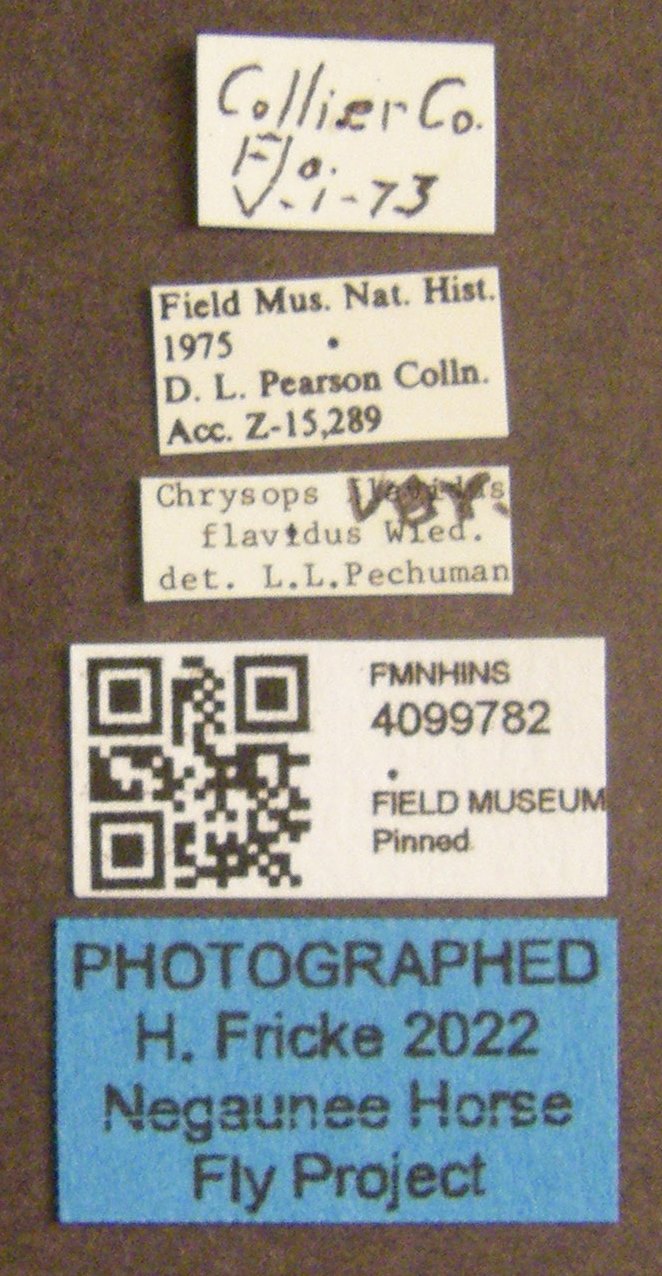 Collier Co.
Fla.
V-1-73
Field Mus. Nat. Hist.
1975
D. L. Pearson Colln.
Acc. Z-15,289
Chrysops flavidus var.
flavidus Wied.
det. L.L.Pechuman
FMNHINS
4099782
FIELD MUSEUM
Pinned
PHOTOGRAPHED
H. Fricke 2022
Negaunee Horse
Fly Project